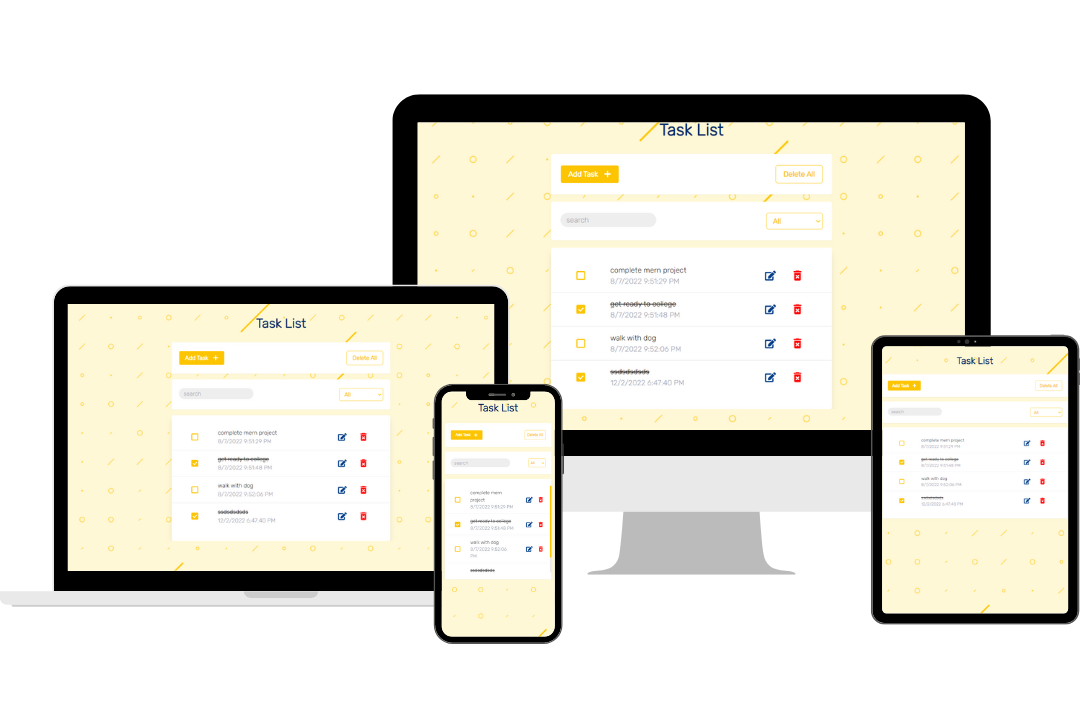 Task List
Add Task +
Delete All
search
All
complete mern project
8/7/2022 9:51:29 PM
get ready to college
8/7/2022 9:51:48 PM
walk with dog
8/7/2022 9:52:06 PM
ssdsdsdsds
12/2/2022 6:47:40 PM
Task List
Add Task +
Delete All
search
All
complete mern project
8/7/2022 9:51:29 PM
get ready to college
8/7/2022 9:51:48 PM
walk with dog
8/7/2022 9:52:06 PM
ssdsdsdsds
12/2/2022 6:47:40 PM
Task List
Add Task +
Delete All
search
All
complete mern
project
8/7/2022 9:51:29 PM
get ready to college
8/7/2022 9:51:48 PM
walk with dog
8/7/2022 9:52:06
PM
ssdsdsdsds
Task List
Add Task +
Delete All
search
All
complete mern project
8/7/2022 9:51:29 PM
get ready to college
8/7/2022 9:51:48 PM
walk with dog
8/7/2022 9:52:06 PM
ssdsdsdsds
12/2/2022 6:47:40 PM